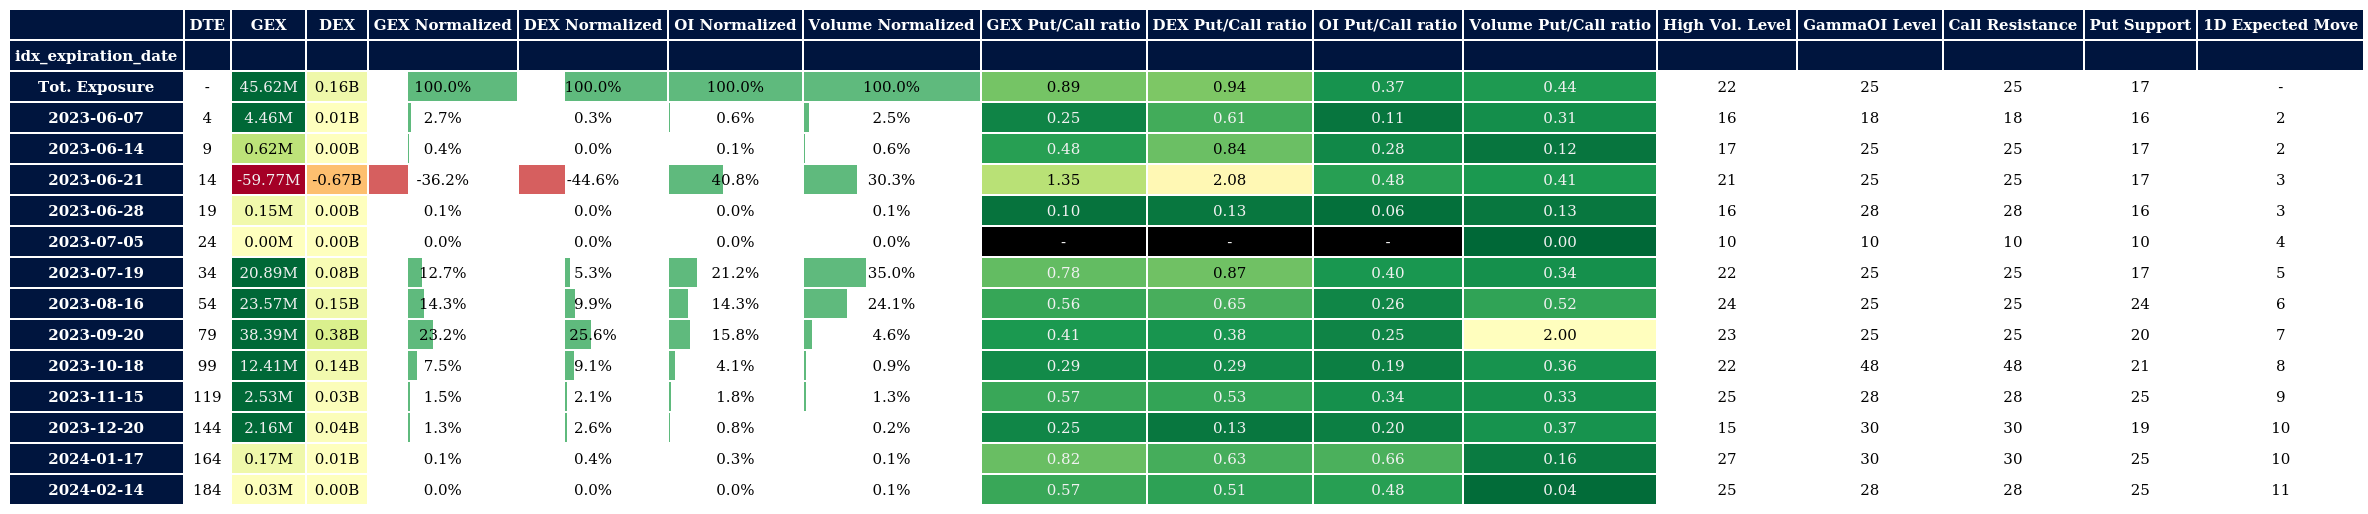 DTE GEX DEX GEX Normalized DEX Normalized OI Normalized Volume Normalized GEX Put/Call ratio DEX Put/Call ratio OI Put/Call ratio Volume Put/Call ratio High Vol. Level GammaOI Level Call Resistance Put Support 1D Expected Move
idx_expiration_date
Tot. Exposure - 45.62M 0.16B 100.0% 100.0% 100.0% 100.0% 0.89 0.94 0.37 0.44 22 25 25 17 -
2023-06-07 4 4.46M 0.01B 2.7% 0.3% 0.6% 2.5% 0.25 0.61 0.11 0.31 16 18 18 16 2
2023-06-14 9 0.62M 0.00B 0.4% 0.0% 0.1% 0.6% 0.48 0.84 0.28 0.12 17 25 25 17 2
2023-06-21 14 -59.77M -0.67B -36.2% -44.6% 40.8% 30.3% 1.35 2.08 0.48 0.41 21 25 25 17 3
2023-06-28 19 0.15M 0.00B 0.1% 0.0% 0.0% 0.1% 0.10 0.13 0.06 0.13 16 28 28 16 3
2023-07-05 24 0.00M 0.00B 0.0% 0.0% 0.0% 0.0% - - - 0.00 10 10 10 10 4
2023-07-19 34 20.89M 0.08B 12.7% 5.3% 21.2% 35.0% 0.78 0.87 0.40 0.34 22 25 25 17 5
2023-08-16 54 23.57M 0.15B 14.3% 9.9% 14.3% 24.1% 0.56 0.65 0.26 0.52 24 25 25 24 6
2023-09-20 79 38.39M 0.38B 23.2% 25.6% 15.8% 4.6% 0.41 0.38 0.25 2.00 23 25 25 20 7
2023-10-18 99 12.41M 0.14B 7.5% 9.1% 4.1% 0.9% 0.29 0.29 0.19 0.36 22 48 48 21 8
2023-11-15 119 2.53M 0.03B 1.5% 2.1% 1.8% 1.3% 0.57 0.53 0.34 0.33 25 28 28 25 9
2023-12-20 144 2.16M 0.04B 1.3% 2.6% 0.8% 0.2% 0.25 0.13 0.20 0.37 15 30 30 19 10
2024-01-17 164 0.17M 0.01B 0.1% 0.4% 0.3% 0.1% 0.82 0.63 0.66 0.16 27 30 30 25 10
2024-02-14 184 0.03M 0.00B 0.0% 0.0% 0.0% 0.1% 0.57 0.51 0.48 0.04 25 28 28 25 11